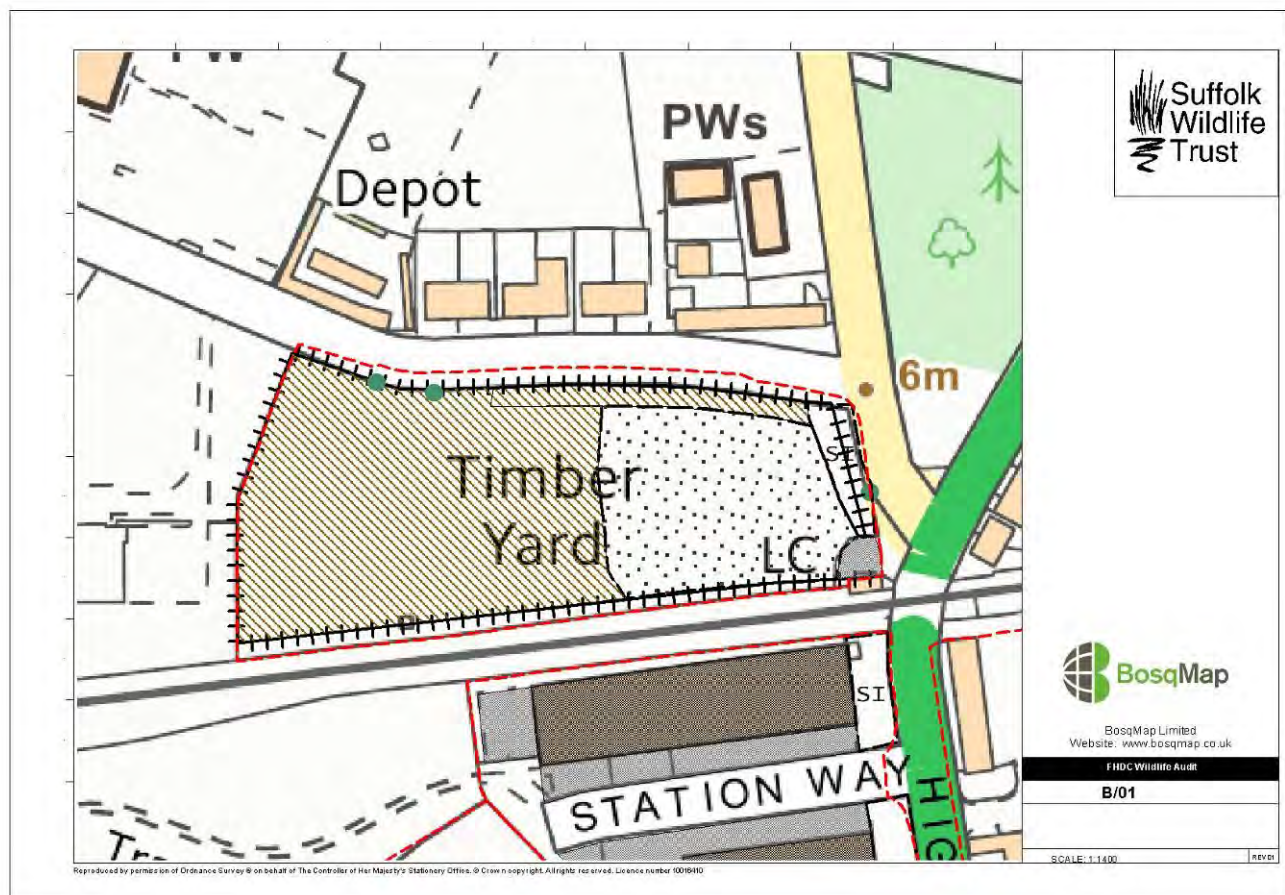 PWs
Depot
6m
SI
Timber
Yard
LC
SI
STATION WAY
HIG
Tr
Suffolk
Wildlife
Trust
BosqMap
BosqMap Limited
Website: www.bosqmap.co.uk
FHDC Wildlife Audit
B/01
SCALE: 1:1400
REV 01
Reproduced by permission of Ordnance Survey ® on behalf of The Controller of Her Majesty's Stationery Office. © Crown copyright. All rights reserved. Licence number 10016410